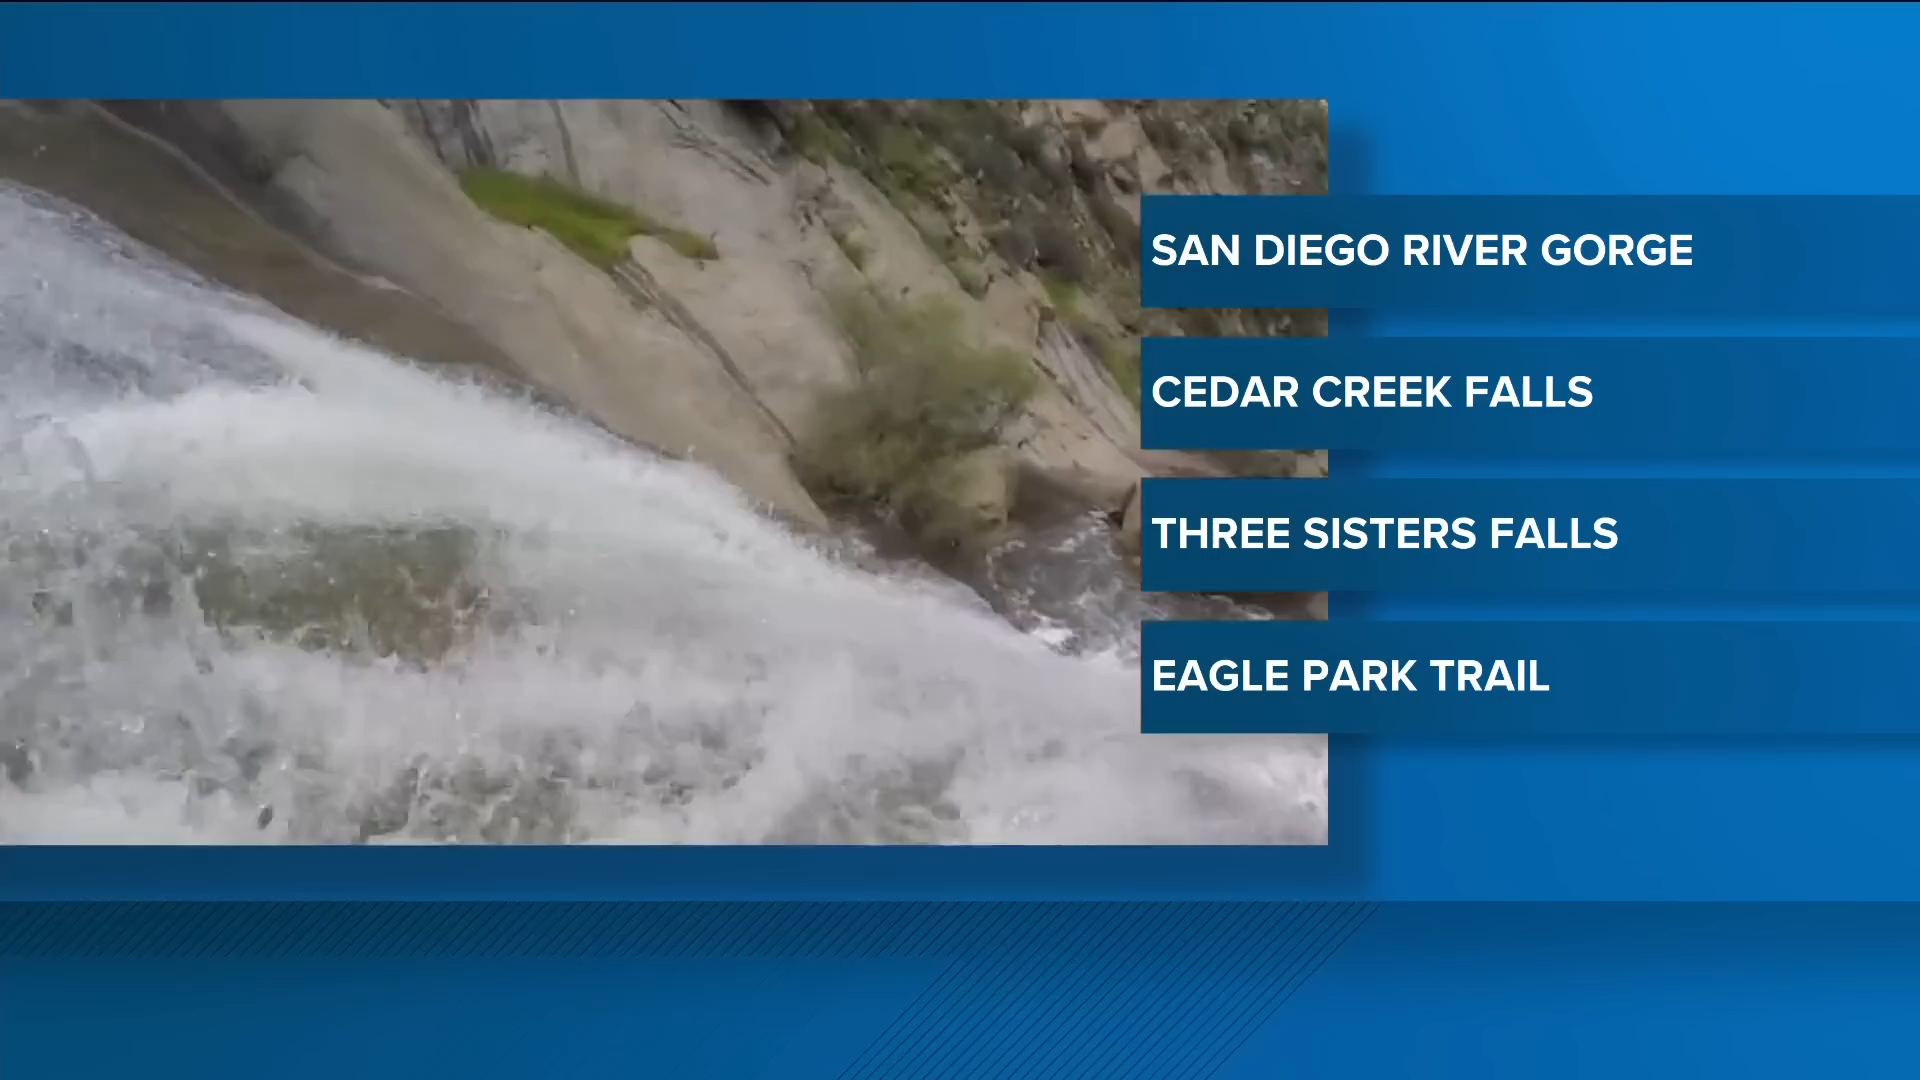 SAN DIEGO RIVER GORGE
CEDAR CREEK FALLS
THREE SISTERS FALLS
EAGLE PARK TRAIL